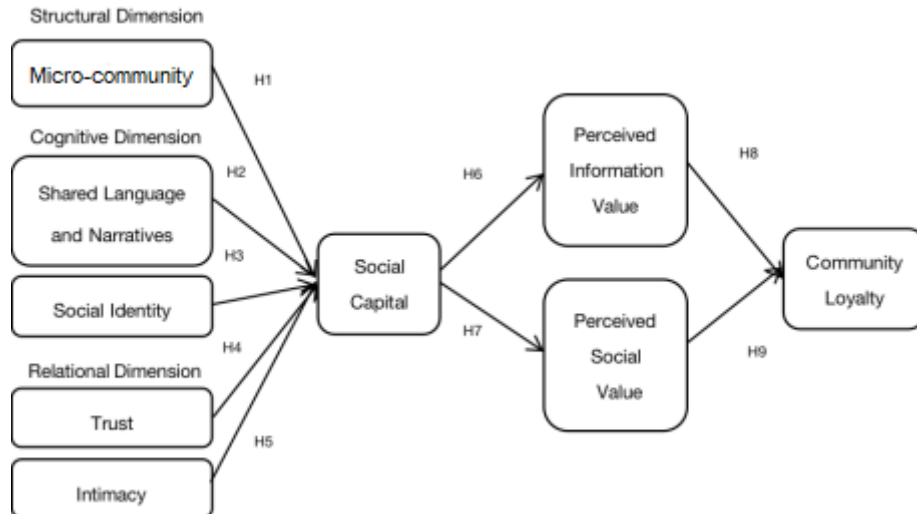 Structural Dimension
Micro-community
H1
Cognitive Dimension
H2
Shared Language
and Narratives
H3
Social Identity
H4
Relational Dimension
Trust
H5
Intimacy
Social
Capital
H6
H7
Perceived
Information
Value
Perceived
Social
Value
H8
H9
Community
Loyalty